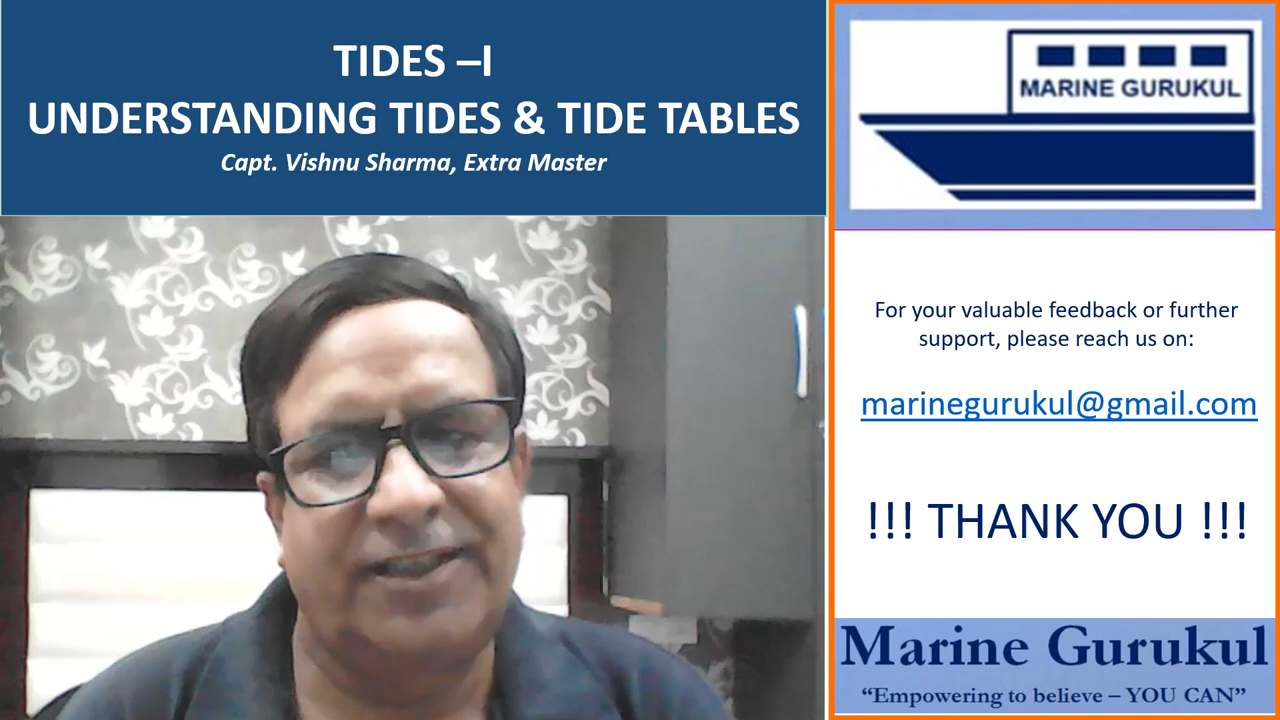 TIDES –I
UNDERSTANDING TIDES & TIDE TABLES
Capt. Vishnu Sharma, Extra Master
MARINE GURUKUL
For your valuable feedback or further
support, please reach us on:
marinegurukul@gmail.com
!!! THANK YOU !!!
Marine Gurukul
“Empowering to believe – YOU CAN”